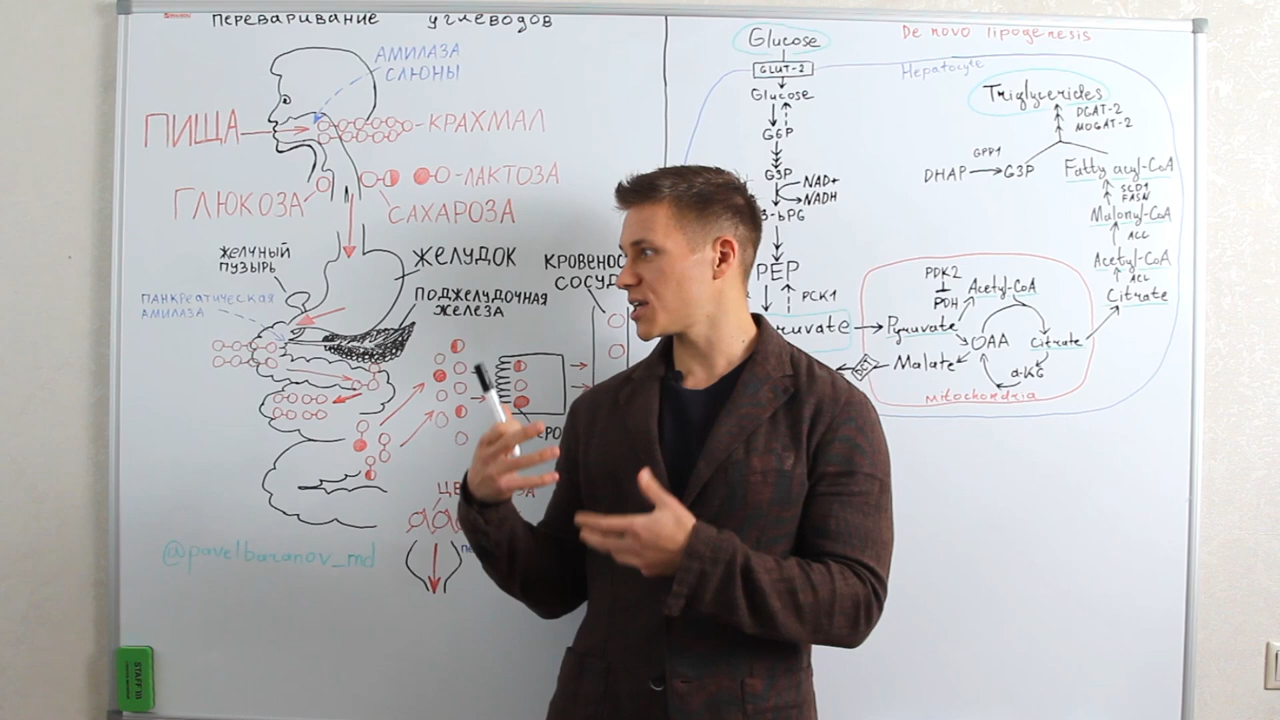 переваривание углеводов
АМИЛАЗА
СЛЮНЫ
ПИЩА
КРАХМАЛ
ЛАКТОЗА
ГЛЮКОЗА
САХАРОЗА
ЖЕЛЧНЫЙ
ПУЗЫРЬ
ЖЕЛУДОК
ПАНКРЕАТИЧЕСКАЯ
АМИЛАЗА
ПОДЖЕЛУДОЧНАЯ
ЖЕЛЕЗА
@pavelbaranov_md
STAFF
De novo lipogenesis
Glucose
GLUT-2
Hepatocyte
Glucose
G6P
G3P
NAD+
NADH
PEP
PCK1
Triglycerides
DGAT-2
MOGAT-2
GPD1
DHAP
G3P
Fatty acyl-CoA
SCD1
FASN
Malonyl-CoA
ACC
Acetyl-CoA
ACL
Citrate
PDK2
PDH
Acetyl-CoA
Pyruvate
OAA
Citrate
Malate
α-KG
Mitochondria